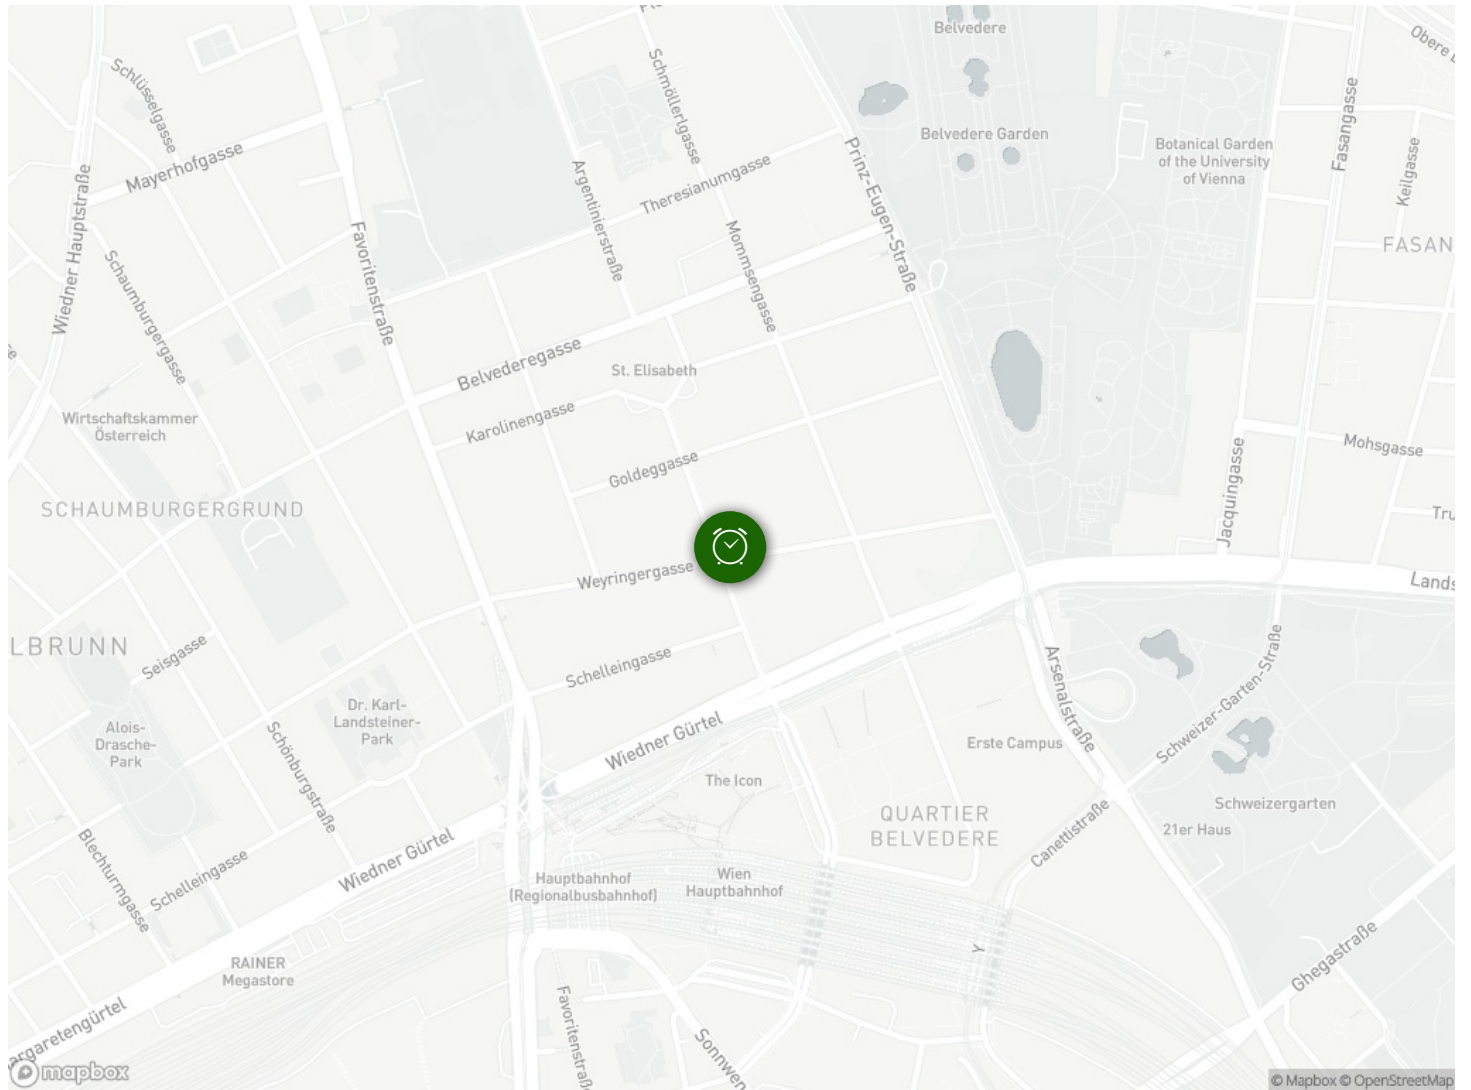 Belvedere
Schlüsselgasse
Schmöllerlgasse
Fasangasse
Belvedere Garden
Botanical Garden
of the University
of Vienna
Keilgasse
Mayerhofgasse
Wiedner Hauptstraße
Argentinierstraße
Theresianumgasse
Prinz-Eugen-Straße
Favoritenstraße
Mommsengasse
FASAN
Schaumburgergasse
Belvederegasse
St. Elisabeth
Karolinengasse
Wirtschaftskammer
Österreich
Goldeggasse
Mohsgasse
Jacquingasse
SCHAUMBURGERGRUND
Weyringergasse
LBRUNN
Seisgasse
Schelleingasse
Arsenalstraße
Schweizer-Garten-Straße
Dr. Karl-
Landsteiner-
Park
Alois-
Drasche-
Park
Schönburgstraße
Wiedner Gürtel
Erste Campus
The Icon
QUARTIER
BELVEDERE
Schweizergarten
21er Haus
Canettistraße
Blechturmgasse
Schelleingasse
Wiedner Gürtel
Hauptbahnhof
(Regionalbusbahnhof)
Wien
Hauptbahnhof
RAINER
Megastore
Ghegastraße
argaretengürtel
Favoritenstraß
Sonnwen
mapbox
© Mapbox © OpenStreetMap